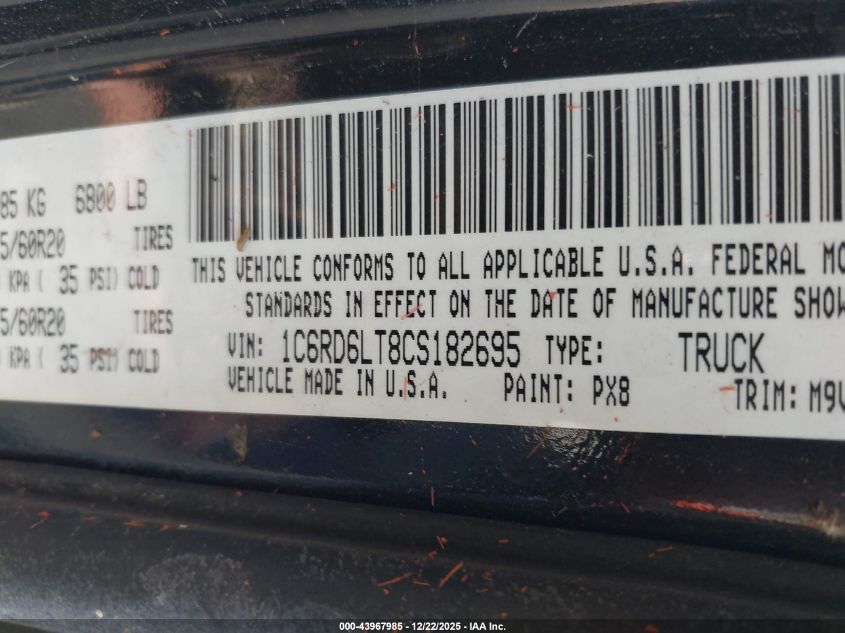 85 KG 6800 LB
5/60R20 TIRES
KPA ( 35 PSI) COLD
5/60R20 TIRES
KPA ( 35 PSI) COLD
THIS VEHICLE CONFORMS TO ALL APPLICABLE U.S.A. FEDERAL MO
STANDARDS IN EFFECT ON THE DATE OF MANUFACTURE SHOW
VIN: 1C6RD6LT8CS182695 TYPE: TRUCK
VEHICLE MADE IN U.S.A. PAINT: PX8 TRIM: M9V
000-43967985 - 12/22/2025 - IAA Inc.